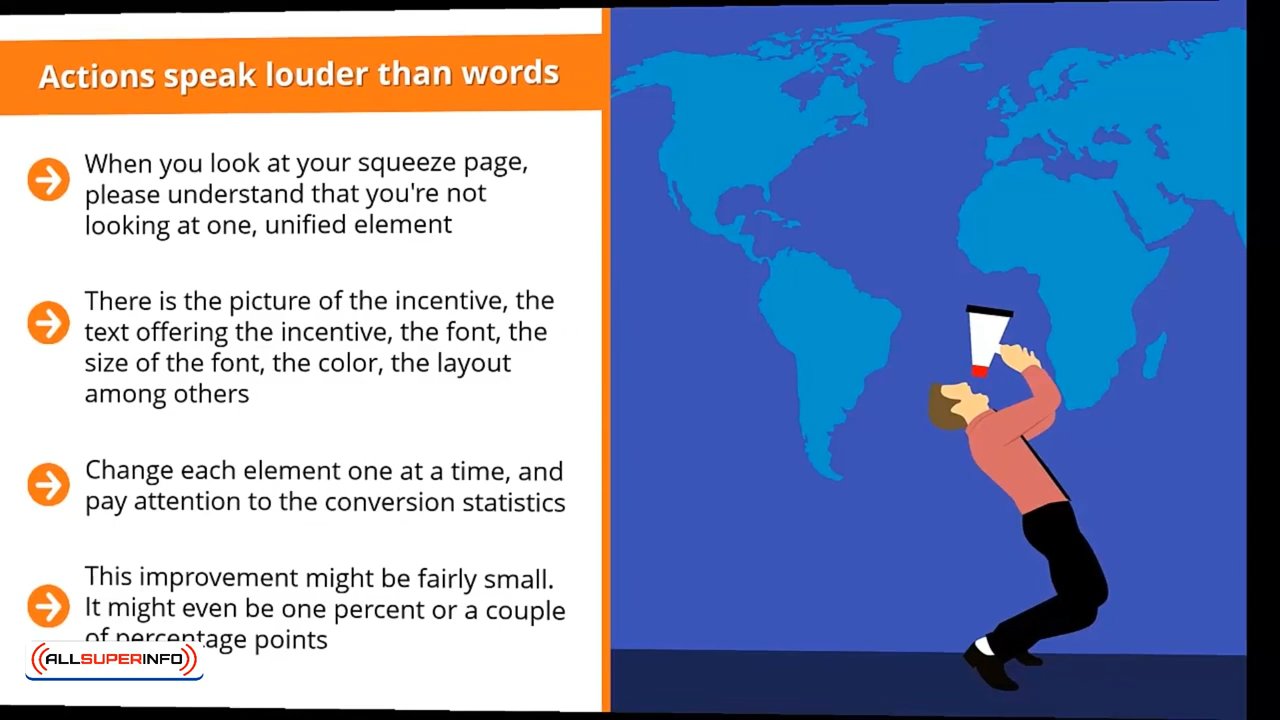 Actions speak louder than words
When you look at your squeeze page,
please understand that you're not
looking at one, unified element
There is the picture of the incentive, the
text offering the incentive, the font, the
size of the font, the color, the layout
among others
Change each element one at a time, and
pay attention to the conversion statistics
This improvement might be fairly small.
It might even be one percent or a couple
of percentage points
ALLSUPERINFO